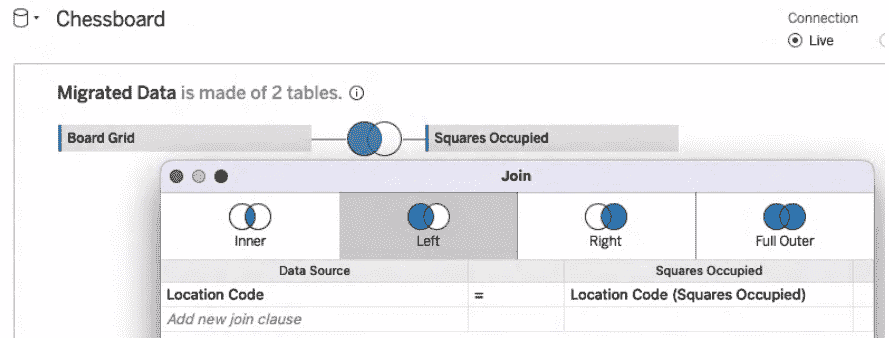 Chessboard
Connection
Live
Migrated Data is made of 2 tables.
Board Grid
Squares Occupied
Join
Inner Left Right Full Outer
Data Source Squares Occupied
Location Code = Location Code (Squares Occupied)
Add new join clause